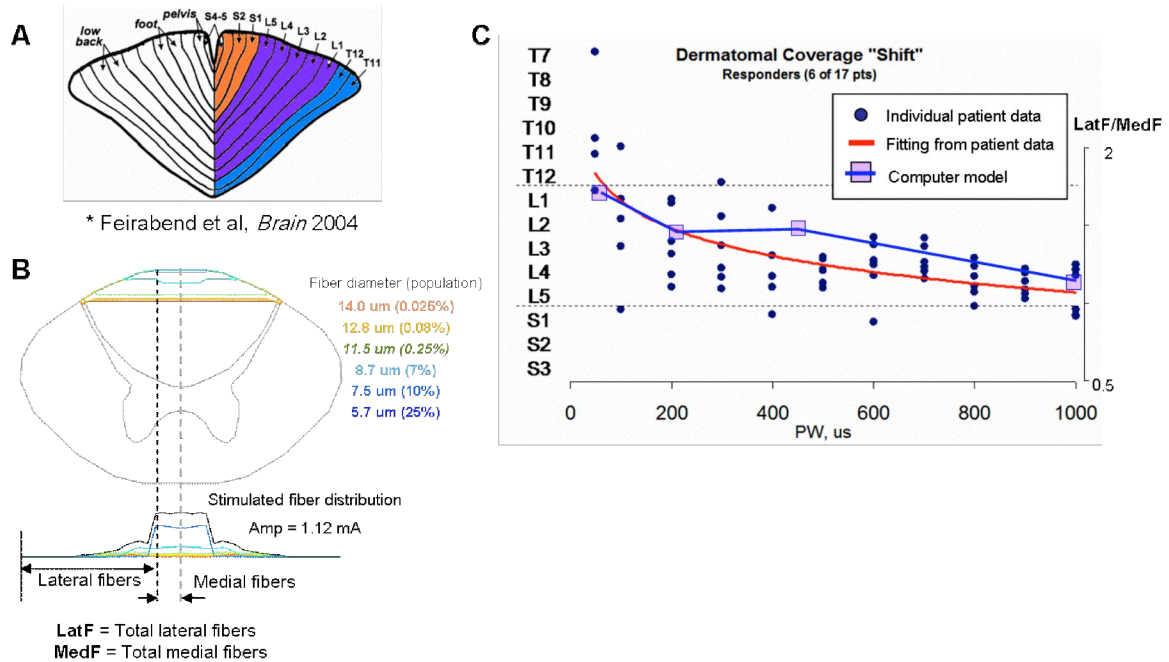 A
low
back
foot
pelvis
S4-5
S2
S1
L5
L4
L3
L2
L1
T12
T11
* Feirabend et al, Brain 2004
B
Fiber diameter (population)
14.0 um (0.025%)
12.8 um (0.08%)
11.5 um (0.25%)
8.7 um (7%)
7.5 um (10%)
5.7 um (25%)
Stimulated fiber distribution
Amp = 1.12 mA
Lateral fibers
Medial fibers
LatF = Total lateral fibers
MedF = Total medial fibers
C
Dermatomal Coverage "Shift"
Responders (6 of 17 pts)
Individual patient data
Fitting from patient data
Computer model
T7
T8
T9
T10
T11
T12
L1
L2
L3
L4
L5
S1
S2
S3
LatF/MedF
2
0.5
0
200
400
600
800
1000
PW, us